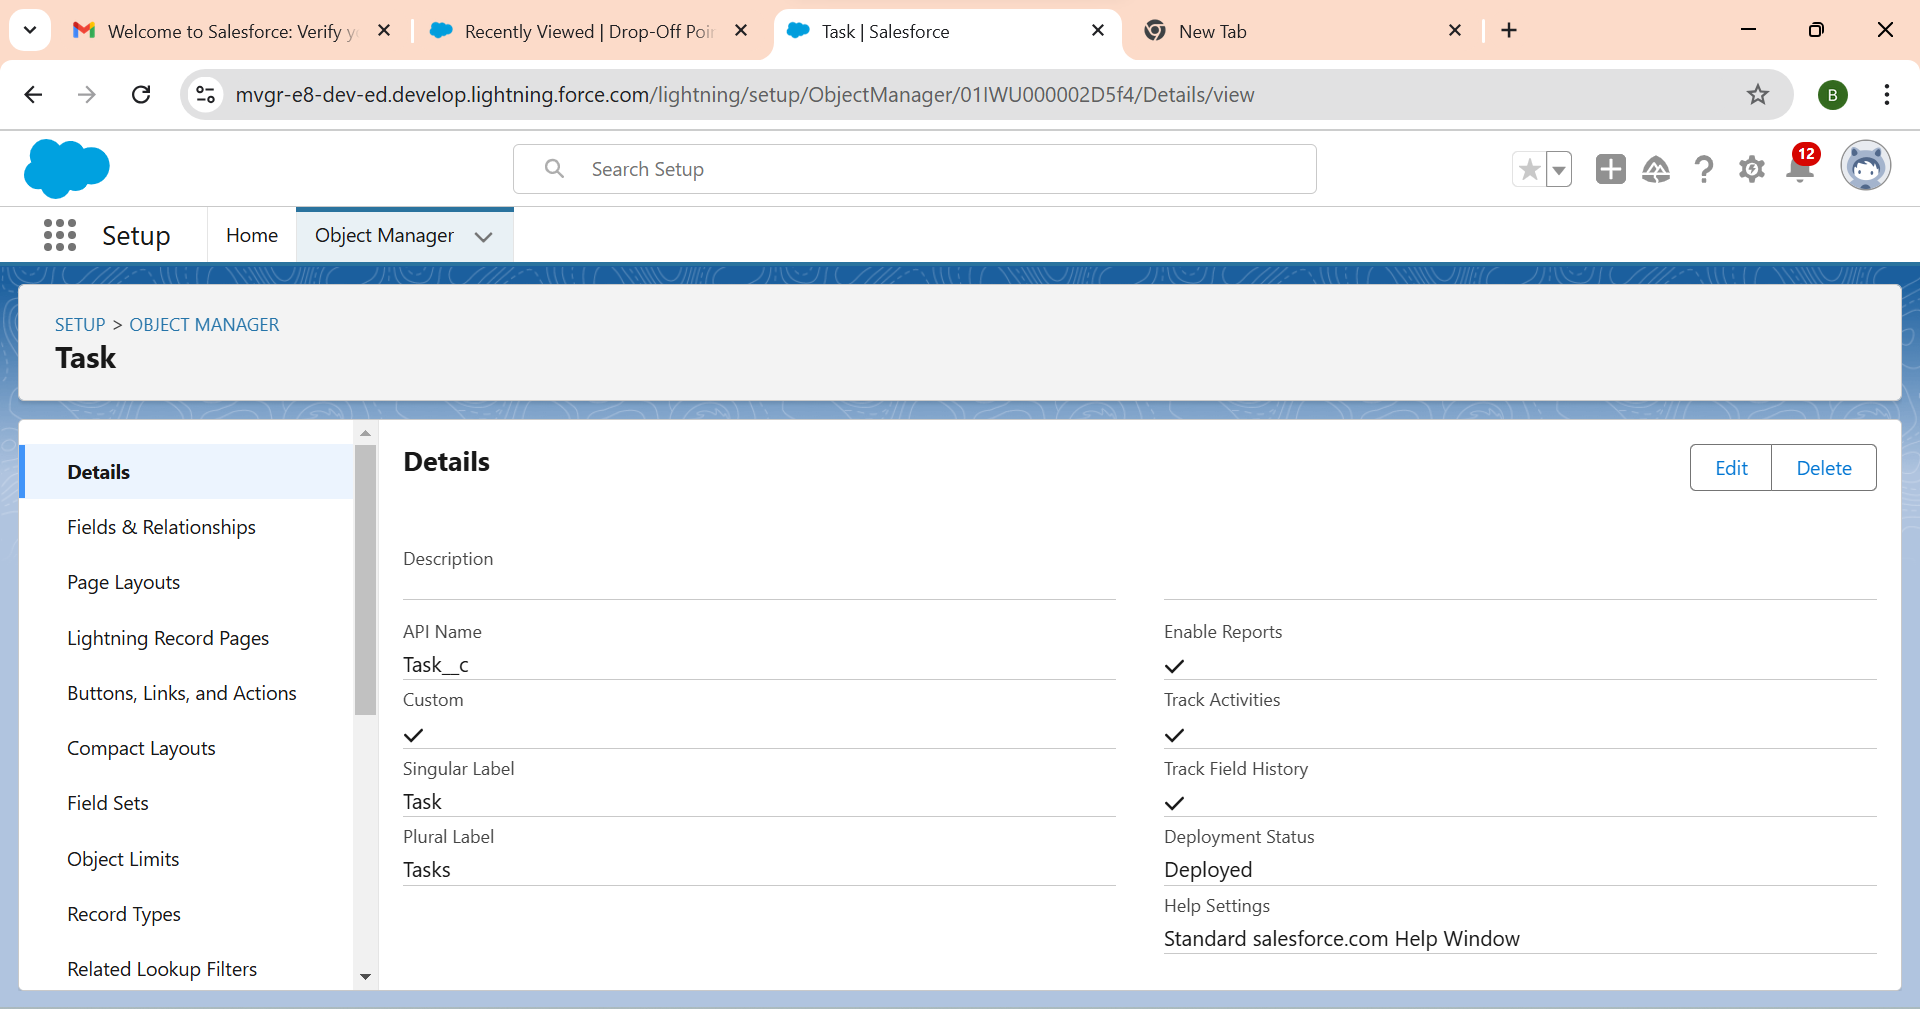 Welcome to Salesforce: Verify yo
Recently Viewed | Drop-Off Poin
Task | Salesforce
New Tab
mvgr-e8-dev-ed.develop.lightning.force.com/lightning/setup/ObjectManager/01IWU000002D5f4/Details/view
B
Search Setup
12
Setup
Home
Object Manager
SETUP > OBJECT MANAGER
Task
Details
Fields & Relationships
Page Layouts
Lightning Record Pages
Buttons, Links, and Actions
Compact Layouts
Field Sets
Object Limits
Record Types
Related Lookup Filters
Details
Edit
Delete
Description
API Name
Task__c
Custom
Singular Label
Task
Plural Label
Tasks
Enable Reports
Track Activities
Track Field History
Deployment Status
Deployed
Help Settings
Standard salesforce.com Help Window